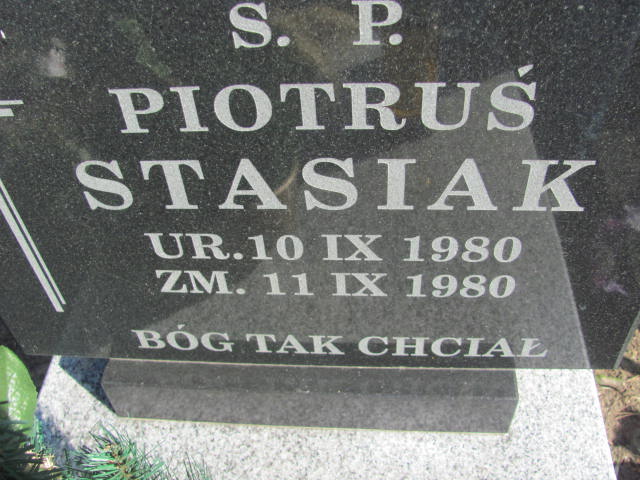 S. P.
PIOTRUŚ
STASIAK
UR. 10 IX 1980
ZM. 11 IX 1980
BÓG TAK CHCIAŁ